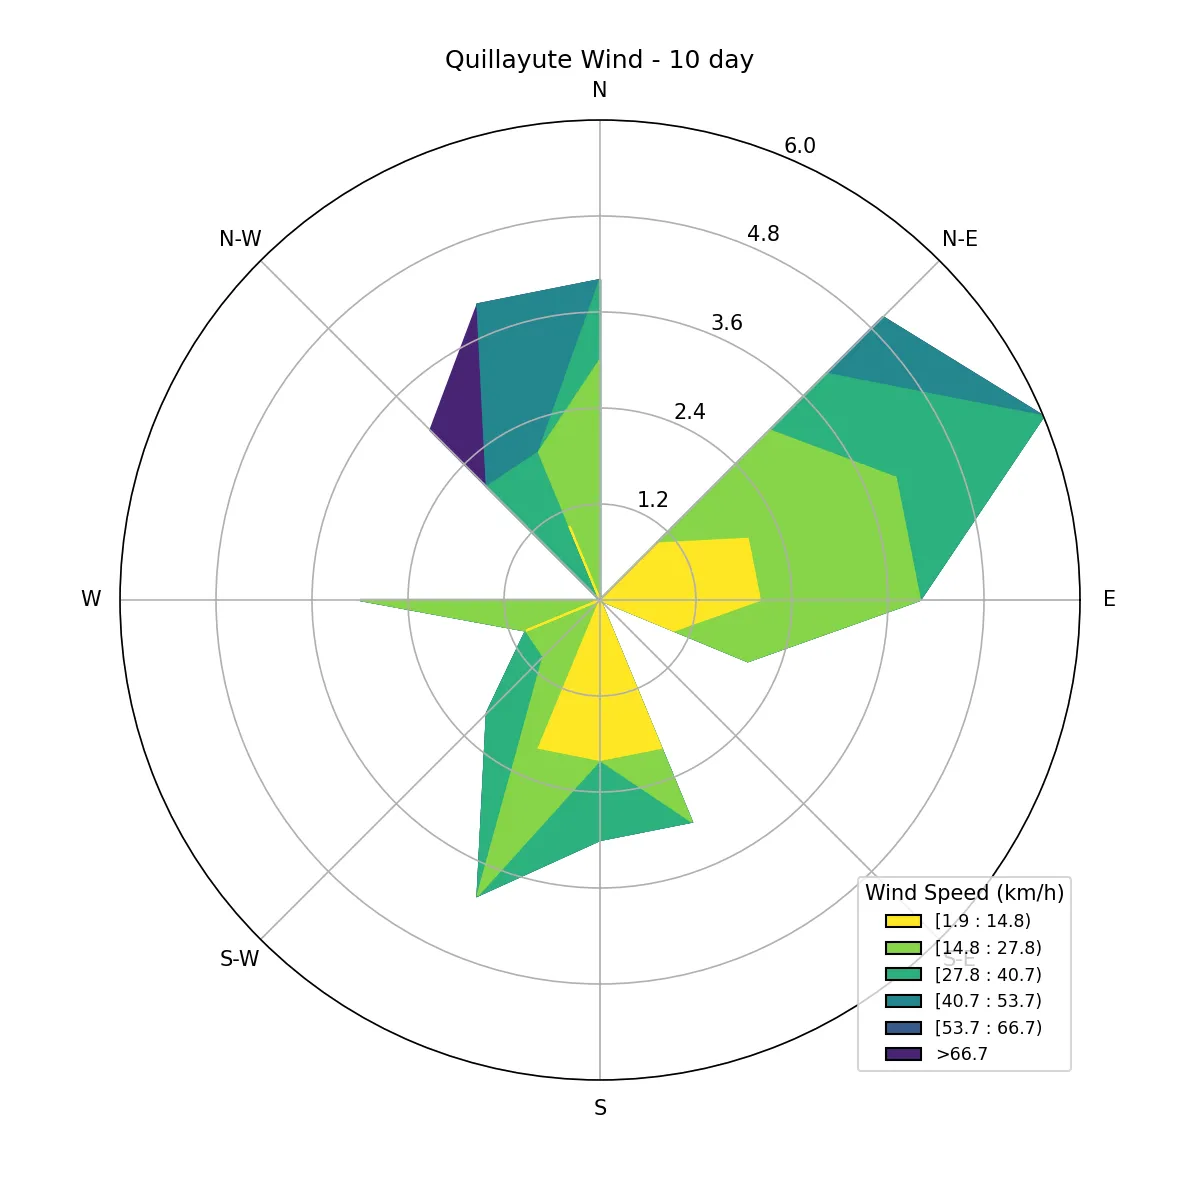 Quillayute Wind - 10 day
N
6.0
4.8
N-W
N-E
3.6
2.4
1.2
W
E
Wind Speed (km/h)
[1.9 : 14.8)
[14.8 : 27.8)
S-W
S-E
[27.8 : 40.7)
[40.7 : 53.7)
[53.7 : 66.7)
>66.7
S